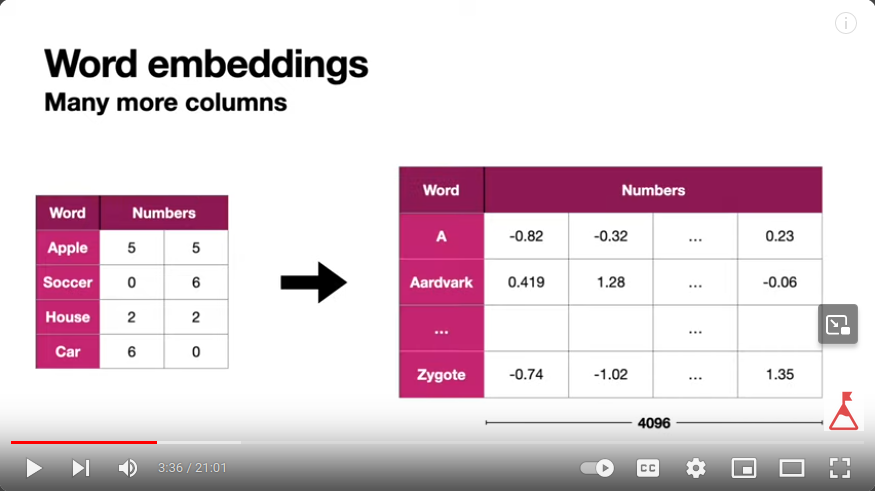 Word embeddings
Many more columns
Word Numbers
Apple 5 5
Soccer 0 6
House 2 2
Car 6 0
Word Numbers
A -0.82 -0.32 ... 0.23
Aardvark 0.419 1.28 ... -0.06
... ...
Zygote -0.74 -1.02 ... 1.35
4096
3:36 / 21:01
CC